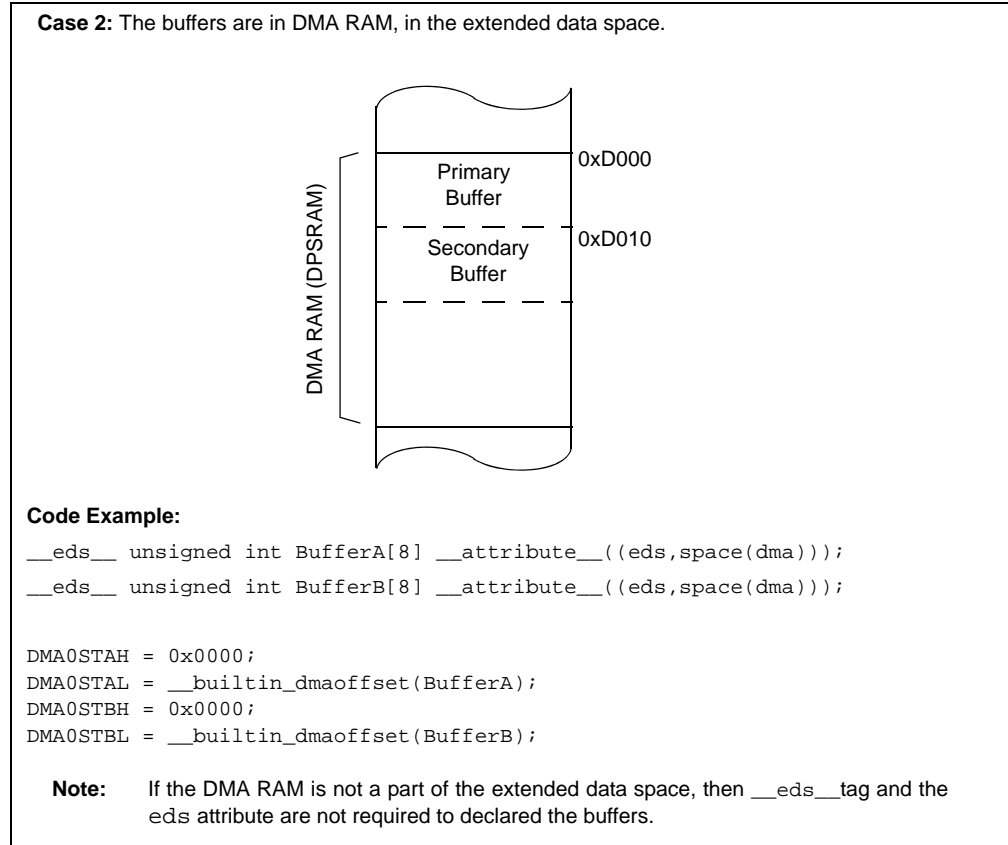 Case 2: The buffers are in DMA RAM, in the extended data space.
0xD000
Primary
Buffer
0xD010
Secondary
Buffer
DMA RAM (DPSRAM)
Code Example:
__eds__ unsigned int BufferA[8] __attribute__((eds,space(dma)));
__eds__ unsigned int BufferB[8] __attribute__((eds,space(dma)));
DMA0STAH = 0x0000;
DMA0STAL = __builtin_dmaoffset(BufferA);
DMA0STBH = 0x0000;
DMA0STBL = __builtin_dmaoffset(BufferB);
Note: If the DMA RAM is not a part of the extended data space, then __eds__tag and the
eds attribute are not required to declared the buffers.